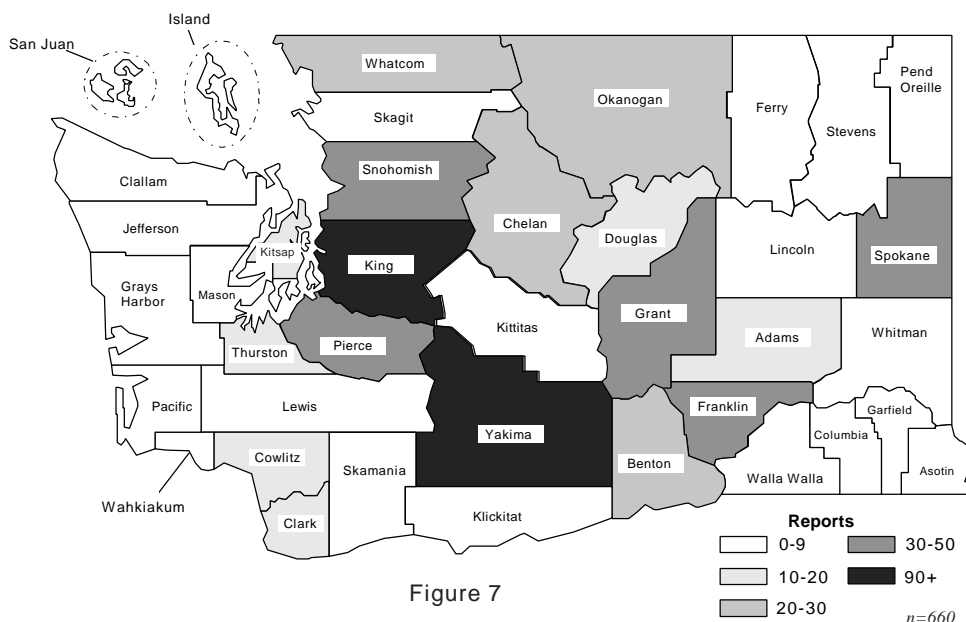 Island
San Juan
Whatcom
Okanogan
Pend
Oreille
Ferry
Skagit
Stevens
Snohomish
Clallam
Chelan
Jefferson
Douglas
Kitsap
Lincoln
Spokane
King
Grays
Harbor
Mason
Grant
Kittitas
Whitman
Adams
Thurston
Pierce
Pacific
Lewis
Franklin
Garfield
Yakima
Columbia
Cowlitz
Skamania
Benton
Asotin
Walla Walla
Wahkiakum
Klickitat
Clark
Reports
0-9
30-50
10-20
90+
20-30
Figure 7
n=660